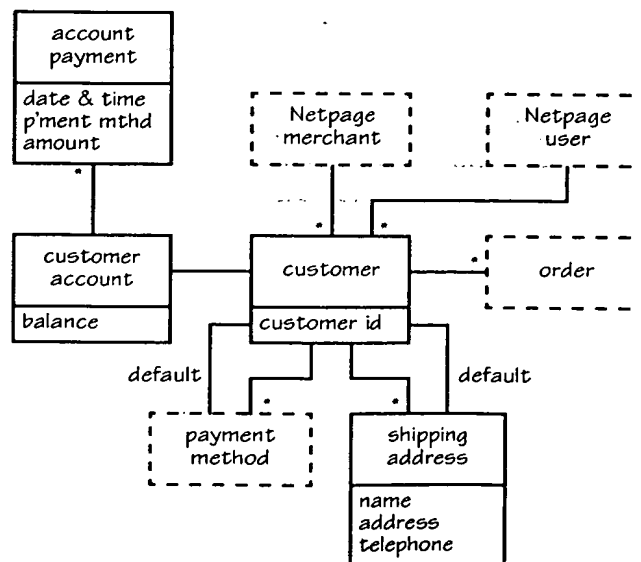 account
payment
date & time
p'ment mthd
amount
*
Netpage
merchant
*
Netpage
user
*
customer
account
balance
customer
customer id
*
order
default
*
payment
method
default
*
shipping
address
name
address
telephone